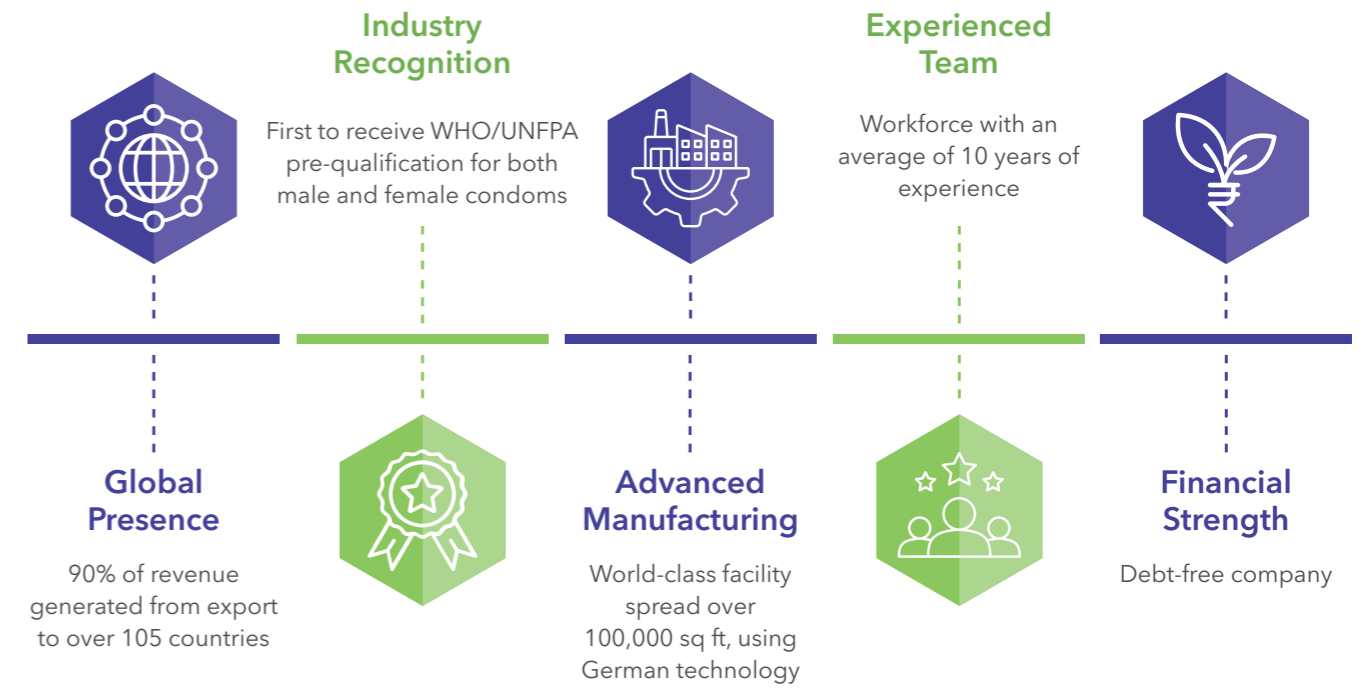 Global
Presence
90% of revenue
generated from export
to over 105 countries
Industry
Recognition
First to receive WHO/UNFPA
pre-qualification for both
male and female condoms
Advanced
Manufacturing
World-class facility
spread over
100,000 sq ft, using
German technology
Experienced
Team
Workforce with an
average of 10 years of
experience
Financial
Strength
Debt-free company